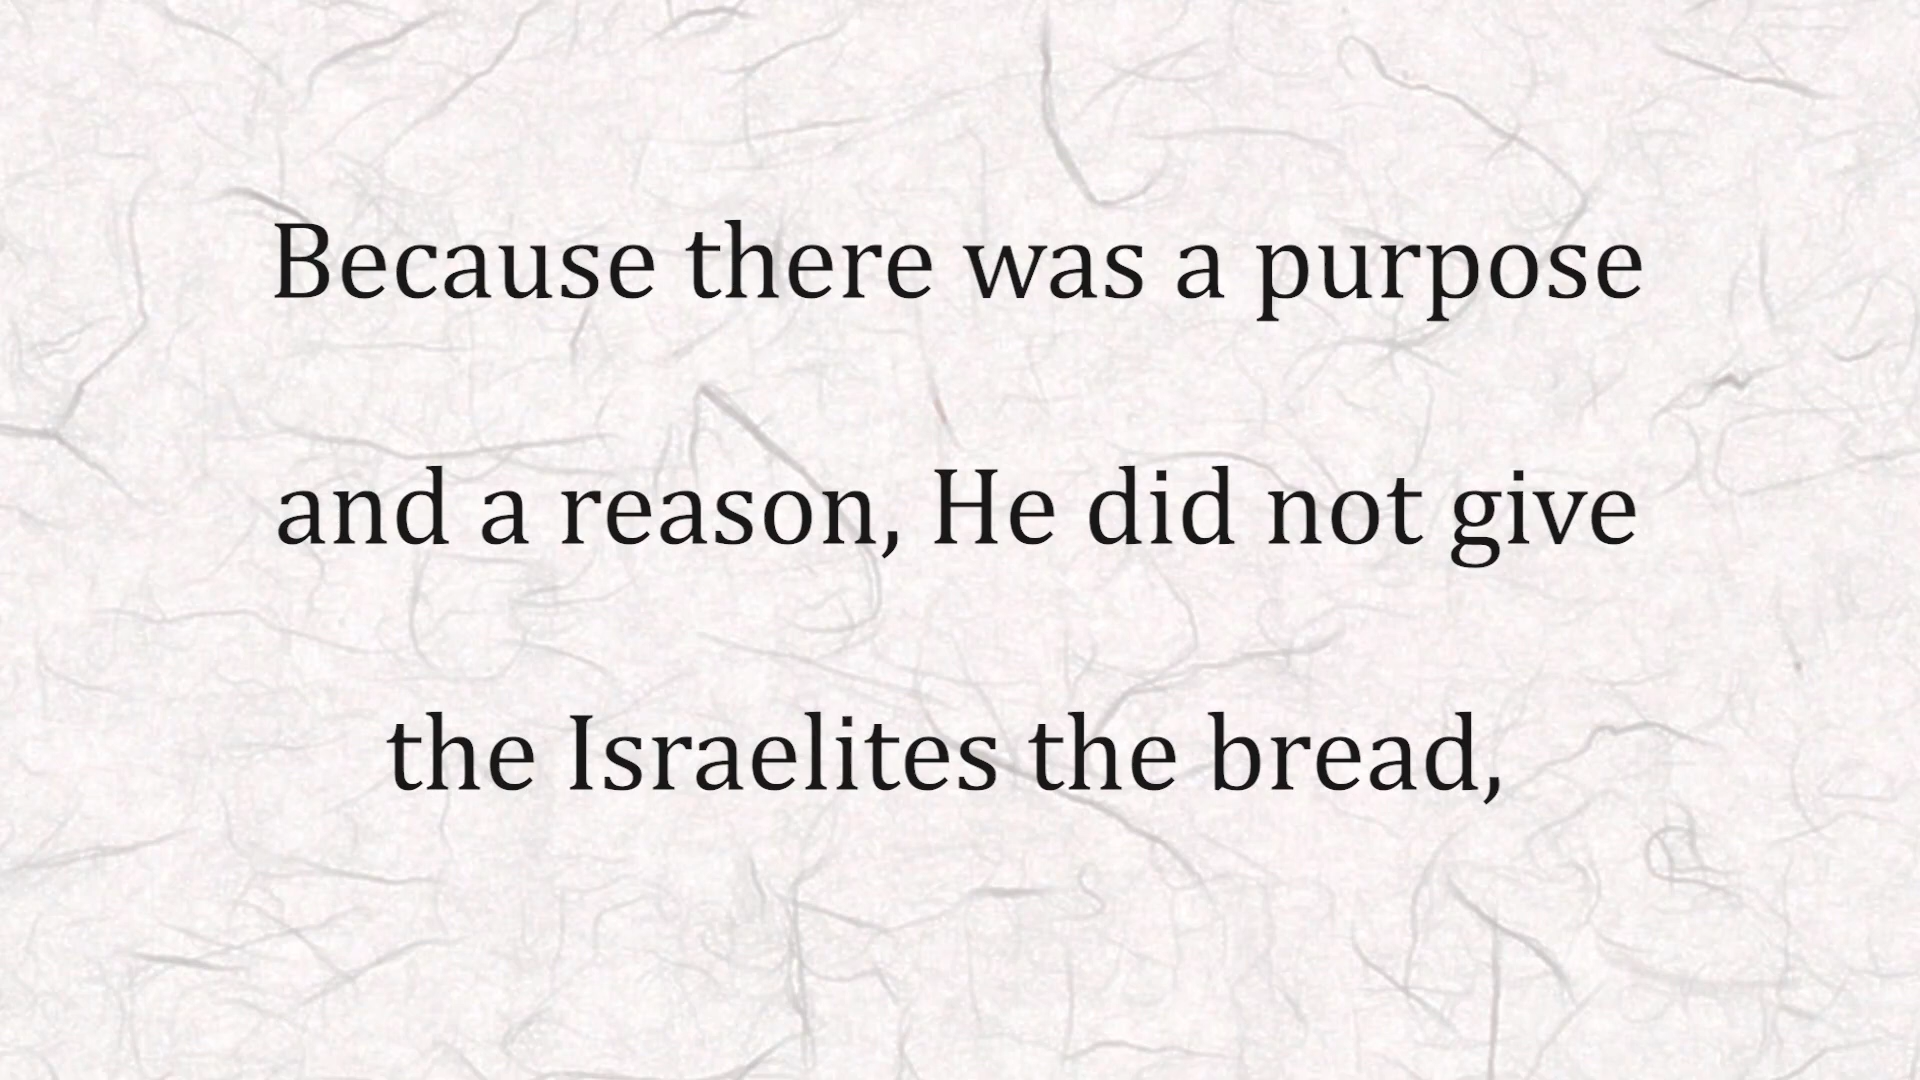 Because there was a purpose
and a reason, He did not give
the Israelites the bread,